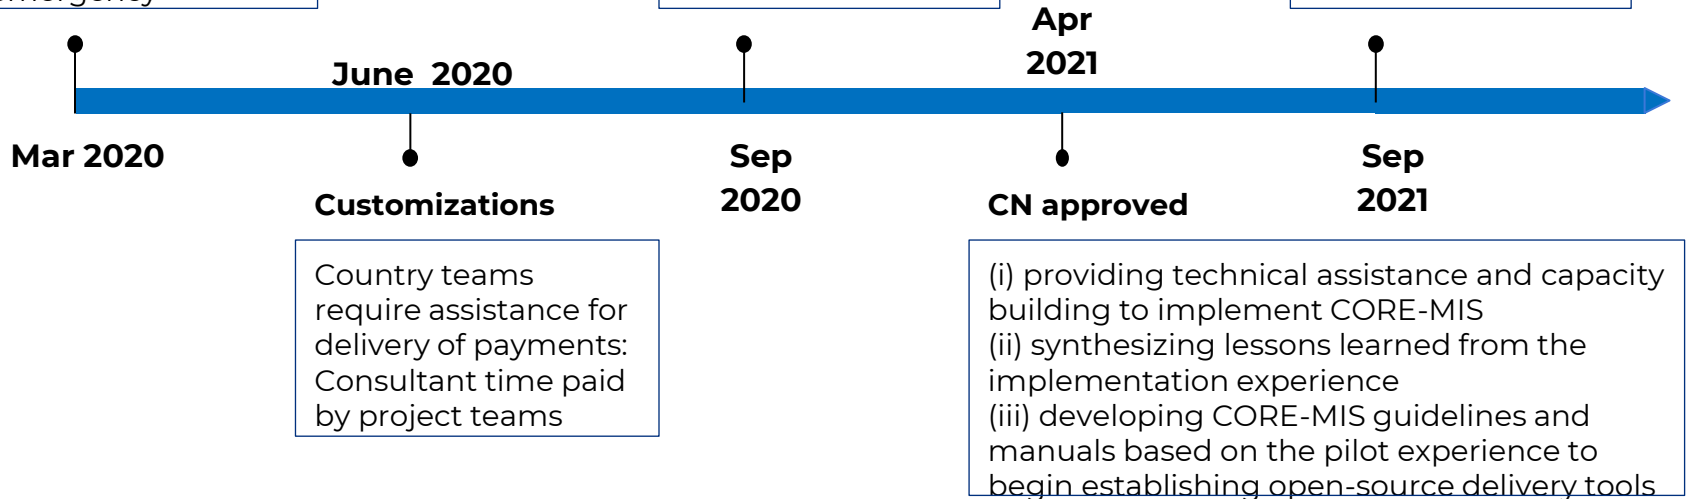 emergency
Apr
2021
June 2020
Mar 2020
Sep
2020
Sep
2021
Customizations
CN approved
Country teams
require assistance for
delivery of payments:
Consultant time paid
by project teams
(i) providing technical assistance and capacity
building to implement CORE-MIS
(ii) synthesizing lessons learned from the
implementation experience
(iii) developing CORE-MIS guidelines and
manuals based on the pilot experience to
begin establishing open-source delivery tools